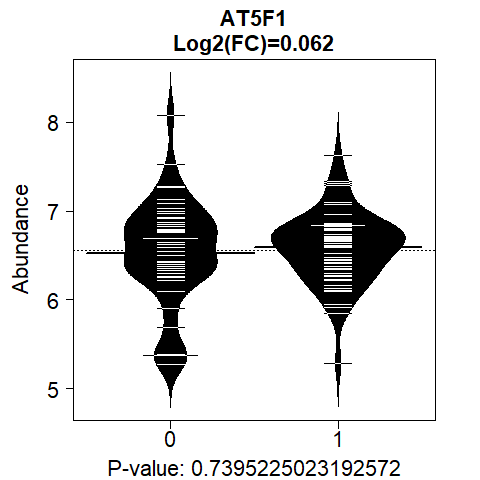 AT5F1
Log2(FC)=0.062
8
7
6
5
Abundance
0 1
P-value: 0.7395225023192572